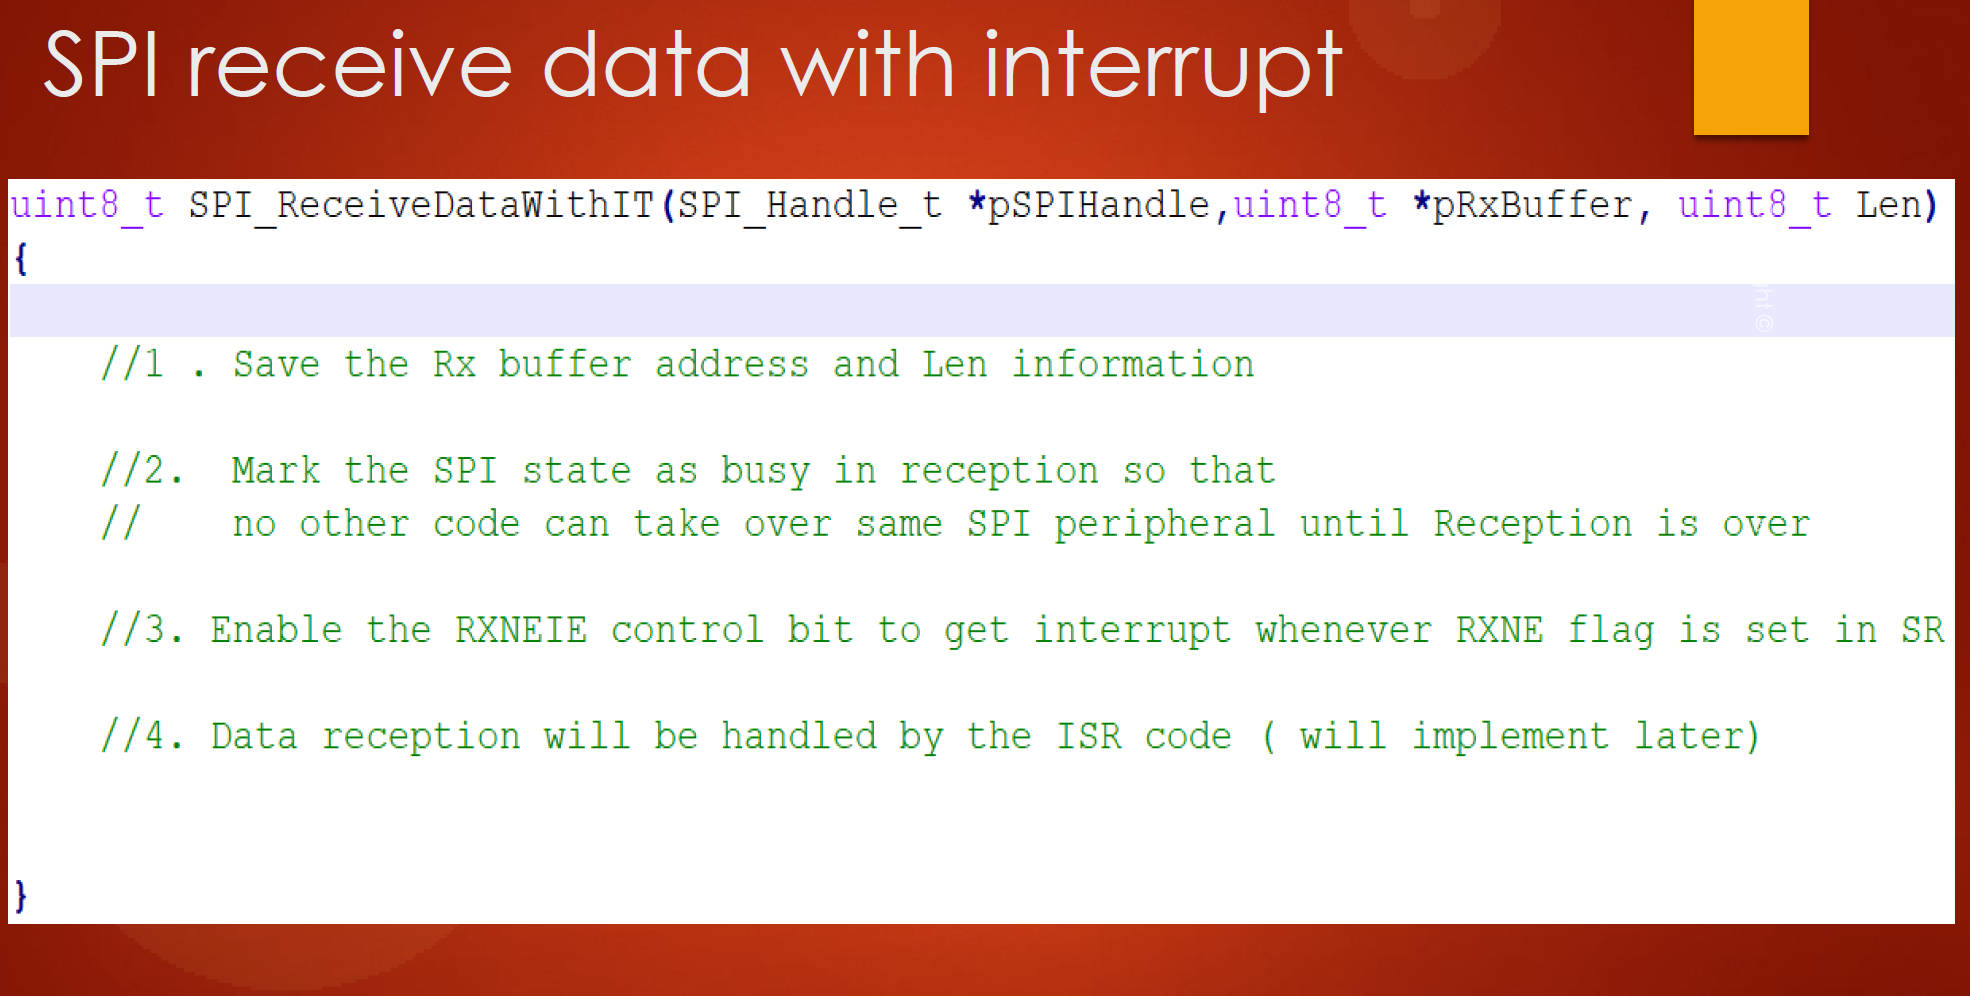 SPI receive data with interrupt
uint8_t SPI_ReceiveDataWithIT(SPI_Handle_t *pSPIHandle,uint8_t *pRxBuffer, uint8_t Len)
{
//1 . Save the Rx buffer address and Len information
//2.  Mark the SPI state as busy in reception so that
//    no other code can take over same SPI peripheral until Reception is over
//3. Enable the RXNEIE control bit to get interrupt whenever RXNE flag is set in SR
//4. Data reception will be handled by the ISR code ( will implement later)
}